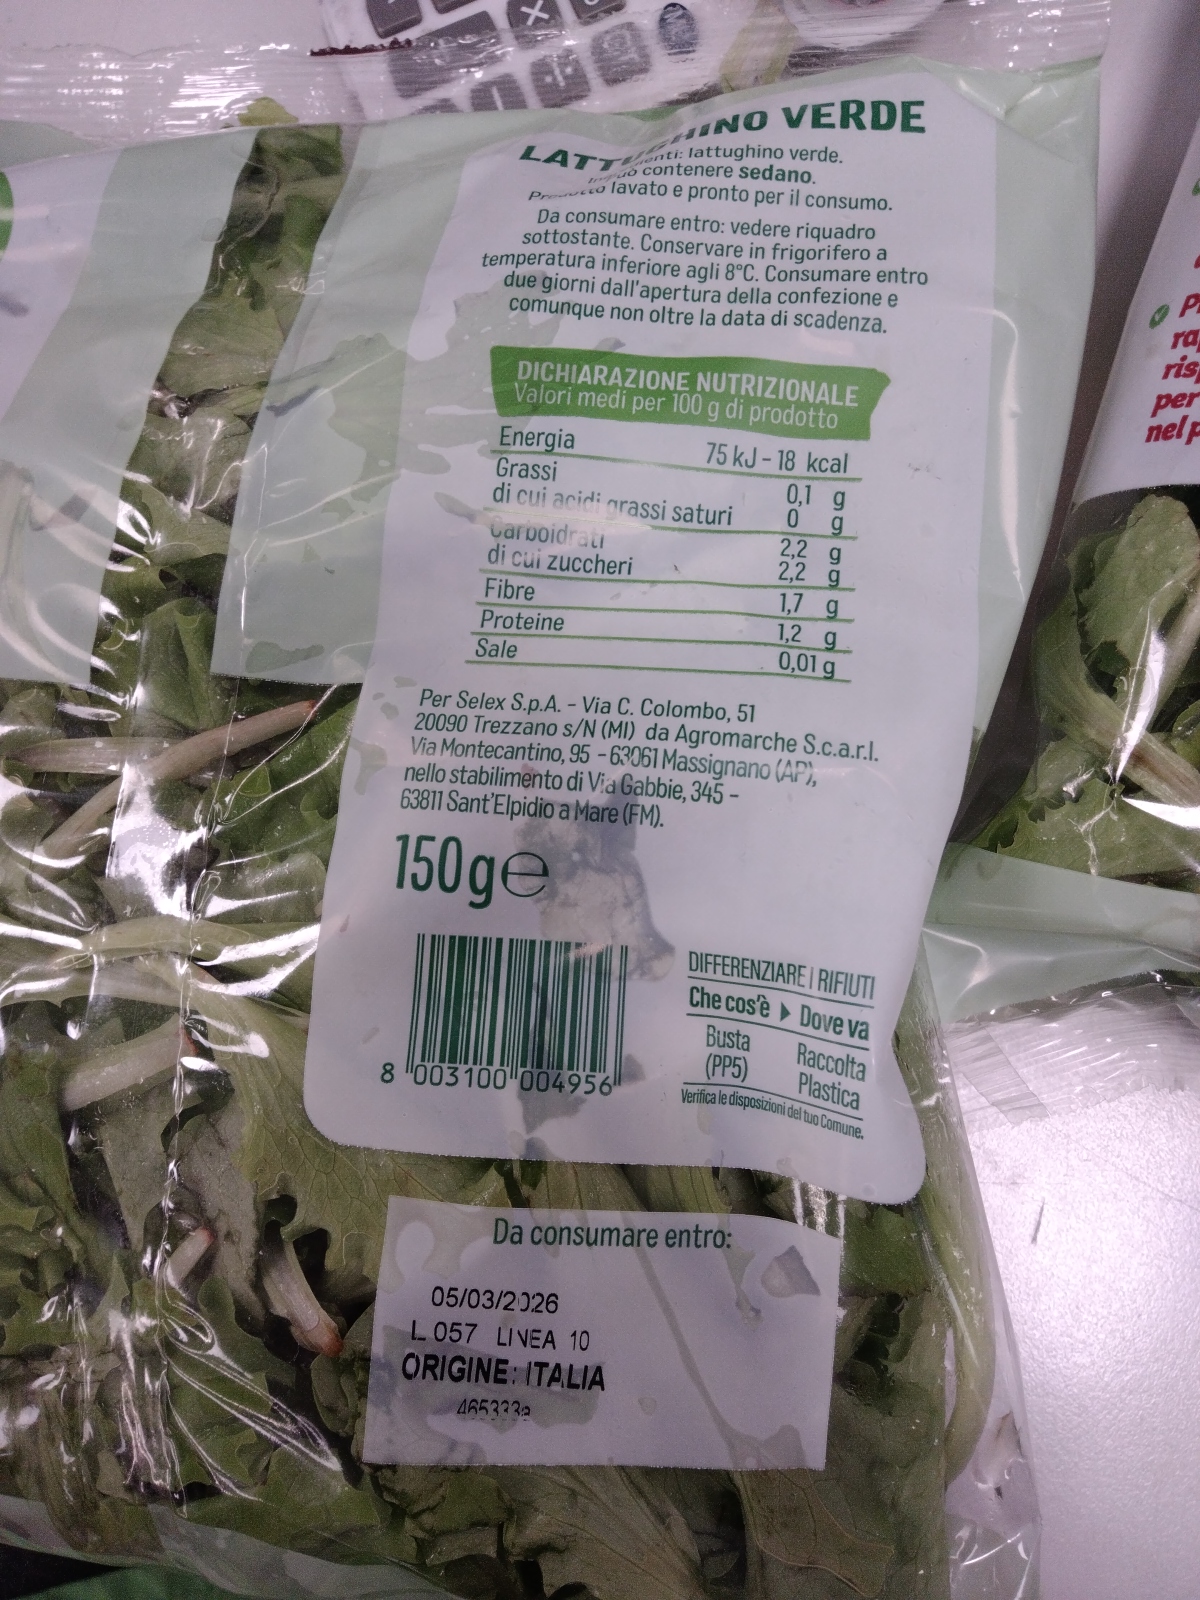 LATTUGHINO VERDE
lattughino verde.
contenere sedano.
Prodotto lavato e pronto per il consumo.
Da consumare entro: vedere riquadro
sottostante. Conservare in frigorifero a
temperatura inferiore agli 8°C. Consumare entro
due giorni dall'apertura della confezione e
comunque non oltre la data di scadenza.
DICHIARAZIONE NUTRIZIONALE
Valori medi per 100 g di prodotto
Energia 75 kJ - 18 kcal
Grassi 0,1 g
di cui acidi grassi saturi 0 g
Carboidrati 2,2 g
di cui zuccheri 2,2 g
Fibre 1,7 g
Proteine 1,2 g
Sale 0,01 g
Per Selex S.p.A. - Via C. Colombo, 51
20090 Trezzano s/N (MI) da Agromarche S.c.a.r.l.
Via Montecantino, 95 - 63061 Massignano (AP),
nello stabilimento di Via Gabbie, 345 -
63811 Sant'Elpidio a Mare (FM).
150g℮
8 003100 004956
DIFFERENZIARE I RIFIUTI
Che cos'è ▶ Dove va
Busta Raccolta
(PP5) Plastica
Verifica le disposizioni del tuo Comune.
Da consumare entro:
05/03/2026
L 057 LINEA 10
ORIGINE: ITALIA
per
nel